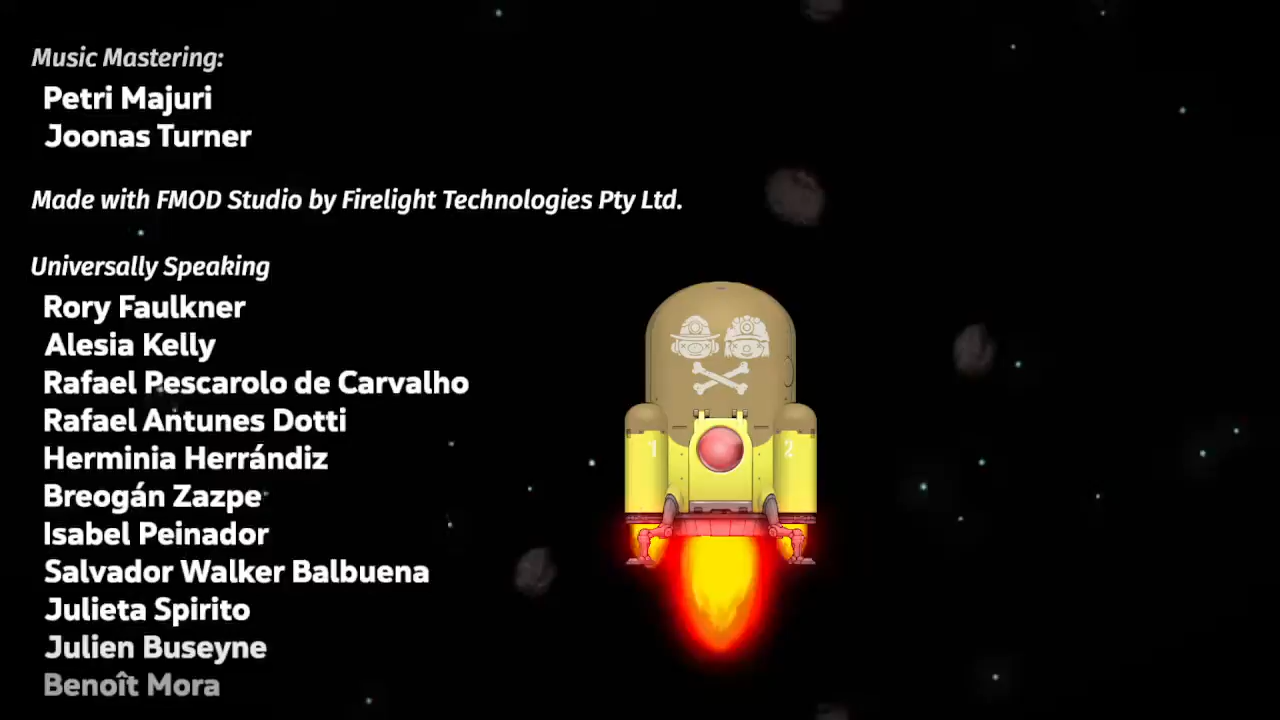 Music Mastering:
Petri Majuri
Joonas Turner
Made with FMOD Studio by Firelight Technologies Pty Ltd.
Universally Speaking
Rory Faulkner
Alesia Kelly
Rafael Pescarolo de Carvalho
Rafael Antunes Dotti
Herminia Herrándiz
Breogán Zazpe
Isabel Peinador
Salvador Walker Balbuena
Julieta Spirito
Julien Buseyne
Benoît Mora
1
2